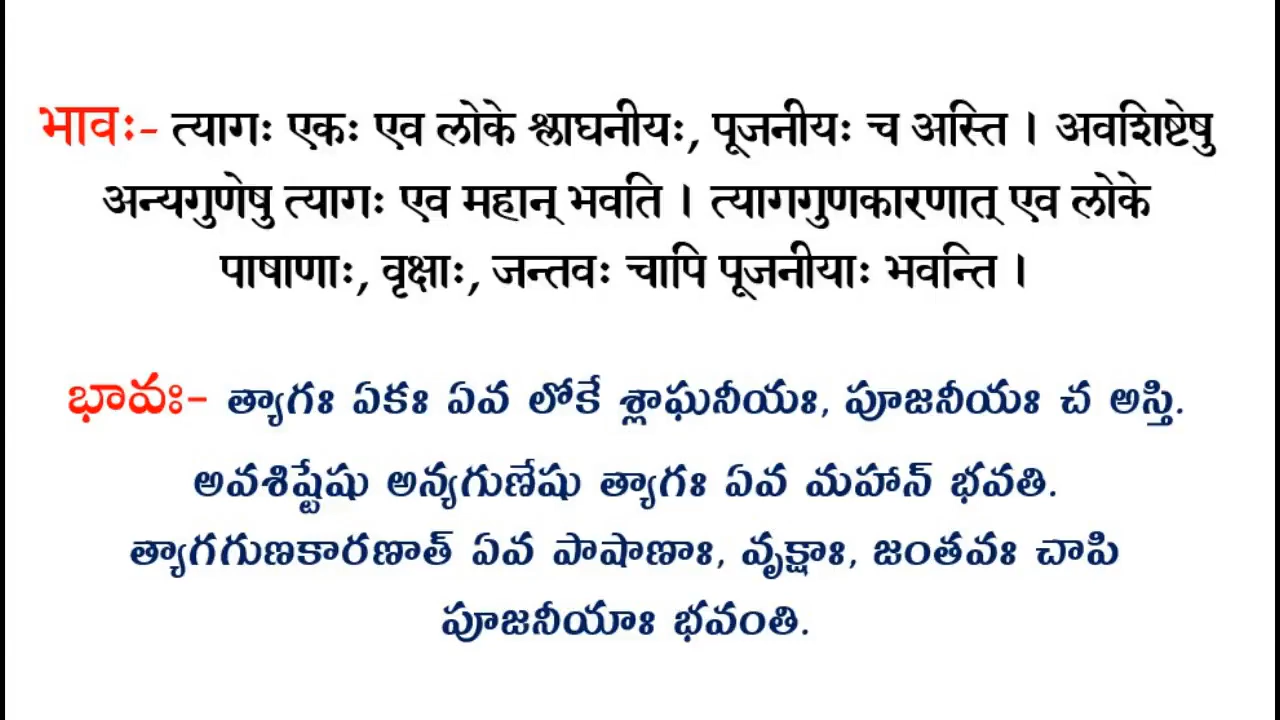 भावः- त्यागः एकः एव लोके श्लाघनीयः, पूजनीयः च अस्ति । अवशिष्टेषु
अन्यगुणेषु त्यागः एव महान् भवति । त्यागगुणकारणात् एव लोके
पाषाणाः, वृक्षाः, जन्तवः चापि पूजनीयाः भवन्ति ।
భావః- త్యాగః ఏకః ఏవ లోకే శ్లాఘనీయః, పూజనీయః చ అస్తి.
అవశిష్టేషు అన్యగుణేషు త్యాగః ఏవ మహాన్ భవతి.
త్యాగగుణకారణాత్ ఏవ పాషాణాః, వృక్షాః, జంతవః చాపి
పూజనీయాః భవంతి.